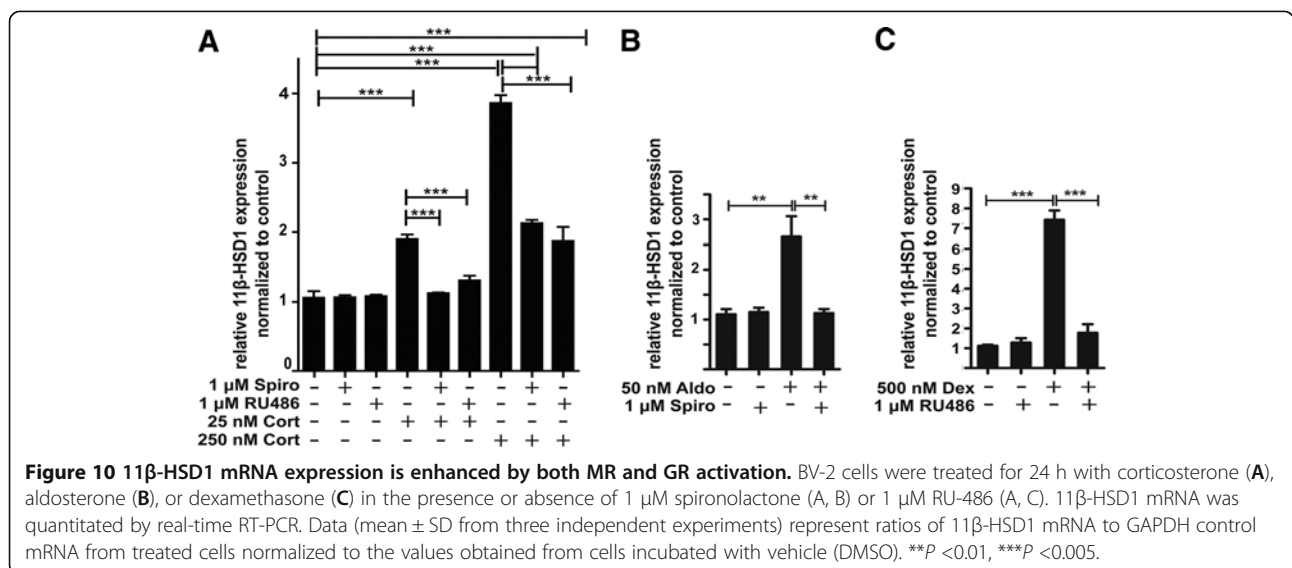 A
B
C
***
***
***
***
***
***
***
relative 11β-HSD1 expression
normalized to control
4
3
2
1
0
1 µM Spiro – + – – + – – + –
1 µM RU486 – – + – – + – – +
25 nM Cort – – – + + + – – –
250 nM Cort – – – – – – + + +
** **
relative 11β-HSD1 expression
normalized to control
3
2
1
50 nM Aldo – – + +
1 µM Spiro – + – +
*** ***
relative 11β-HSD1 expression
normalized to control
9
8
7
6
5
4
3
2
1
500 nM Dex – – + +
1 µM RU486 – + – +
Figure 10 11β-HSD1 mRNA expression is enhanced by both MR and GR activation. BV-2 cells were treated for 24 h with corticosterone (A),
aldosterone (B), or dexamethasone (C) in the presence or absence of 1 µM spironolactone (A, B) or 1 µM RU-486 (A, C). 11β-HSD1 mRNA was
quantitated by real-time RT-PCR. Data (mean ± SD from three independent experiments) represent ratios of 11β-HSD1 mRNA to GAPDH control
mRNA from treated cells normalized to the values obtained from cells incubated with vehicle (DMSO). **P <0.01, ***P <0.005.